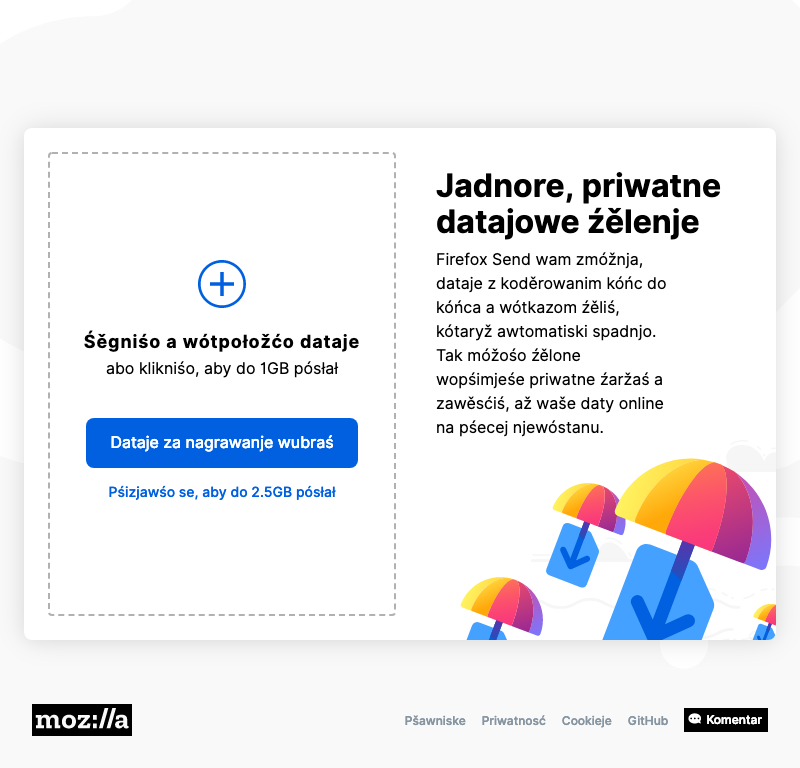 Śěgniśo a wótpołožćo dataje
abo klikniśo, aby do 1GB pósłał
Dataje za nagrawanje wubraś
Pśizjawśo se, aby do 2.5GB pósłał
Jadnore, priwatne
datajowe źělenje
Firefox Send wam zmóžnja,
dataje z koděrowanim kóńc do
kóńca a wótkazom źěliś,
kótaryž awtomatiski spadnjo.
Tak móžośo źělone
wopśimjeśe priwatne źaržaś a
zawěsćiś, až waše daty online
na pśecej njewóstanu.
moz://a
Pšawniske
Priwatnosć
Cookieje
GitHub
Komentar